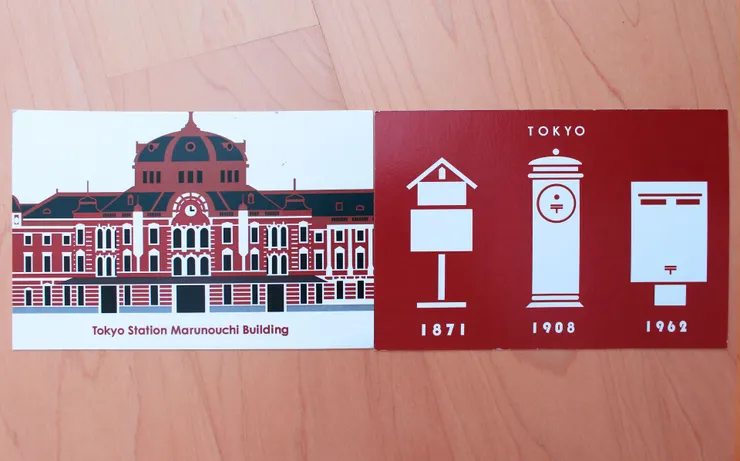 Tokyo Station Marunouchi Building
TOKYO
〒
〒
1871
1908
1962